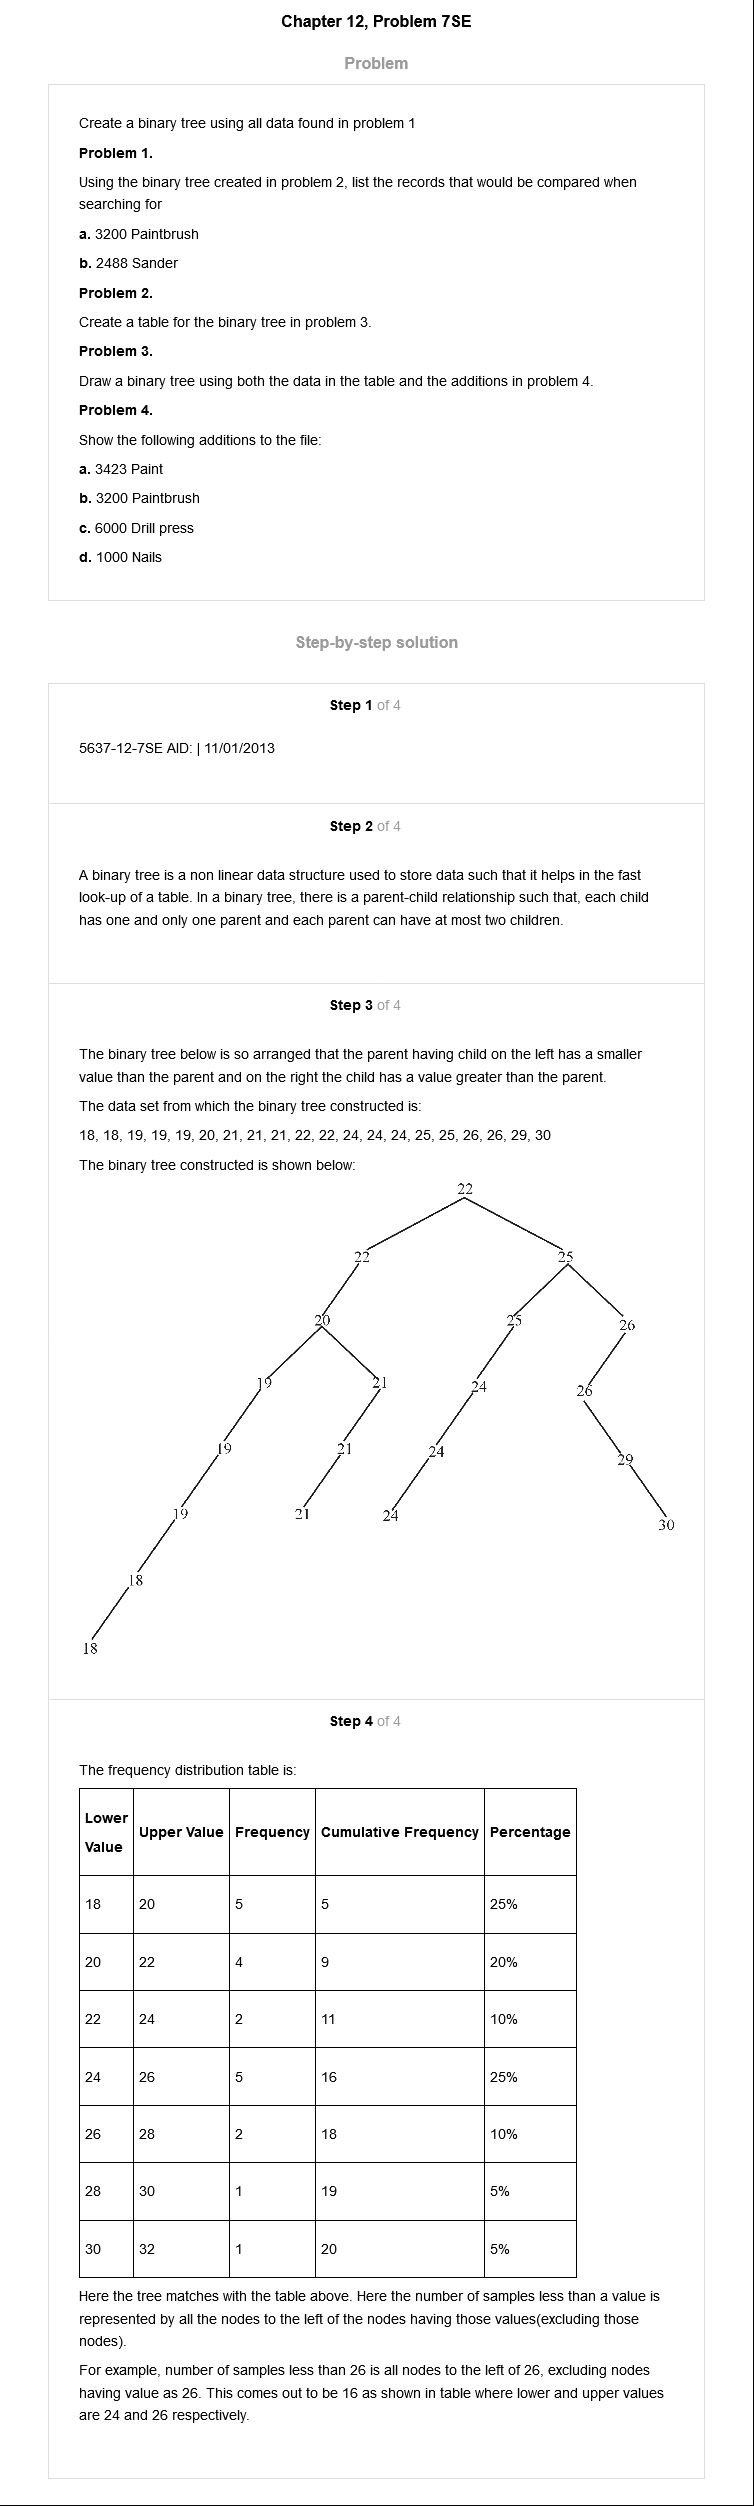 Chapter 12, Problem 7SE
Problem
Create a binary tree using all data found in problem 1
Problem 1.
Using the binary tree created in problem 2, list the records that would be compared when
searching for
a. 3200 Paintbrush
b. 2488 Sander
Problem 2.
Create a table for the binary tree in problem 3.
Problem 3.
Draw a binary tree using both the data in the table and the additions in problem 4.
Problem 4.
Show the following additions to the file:
a. 3423 Paint
b. 3200 Paintbrush
c. 6000 Drill press
d. 1000 Nails
Step-by-step solution
Step 1 of 4
5637-12-7SE AID: | 11/01/2013
Step 2 of 4
A binary tree is a non linear data structure used to store data such that it helps in the fast
look-up of a table. In a binary tree, there is a parent-child relationship such that, each child
has one and only one parent and each parent can have at most two children.
Step 3 of 4
The binary tree below is so arranged that the parent having child on the left has a smaller
value than the parent and on the right the child has a value greater than the parent.
The data set from which the binary tree constructed is:
18, 18, 19, 19, 19, 20, 21, 21, 21, 22, 22, 24, 24, 24, 25, 25, 26, 26, 29, 30
The binary tree constructed is shown below:
22
22 25
20 25 26
19 21 24 26
19 21 24 29
19 21 24 30
18
18
Step 4 of 4
The frequency distribution table is:
Lower
Value Upper Value Frequency Cumulative Frequency Percentage
18 20 5 5 25%
20 22 4 9 20%
22 24 2 11 10%
24 26 5 16 25%
26 28 2 18 10%
28 30 1 19 5%
30 32 1 20 5%
Here the tree matches with the table above. Here the number of samples less than a value is
represented by all the nodes to the left of the nodes having those values(excluding those
nodes).
For example, number of samples less than 26 is all nodes to the left of 26, excluding nodes
having value as 26. This comes out to be 16 as shown in table where lower and upper values
are 24 and 26 respectively.